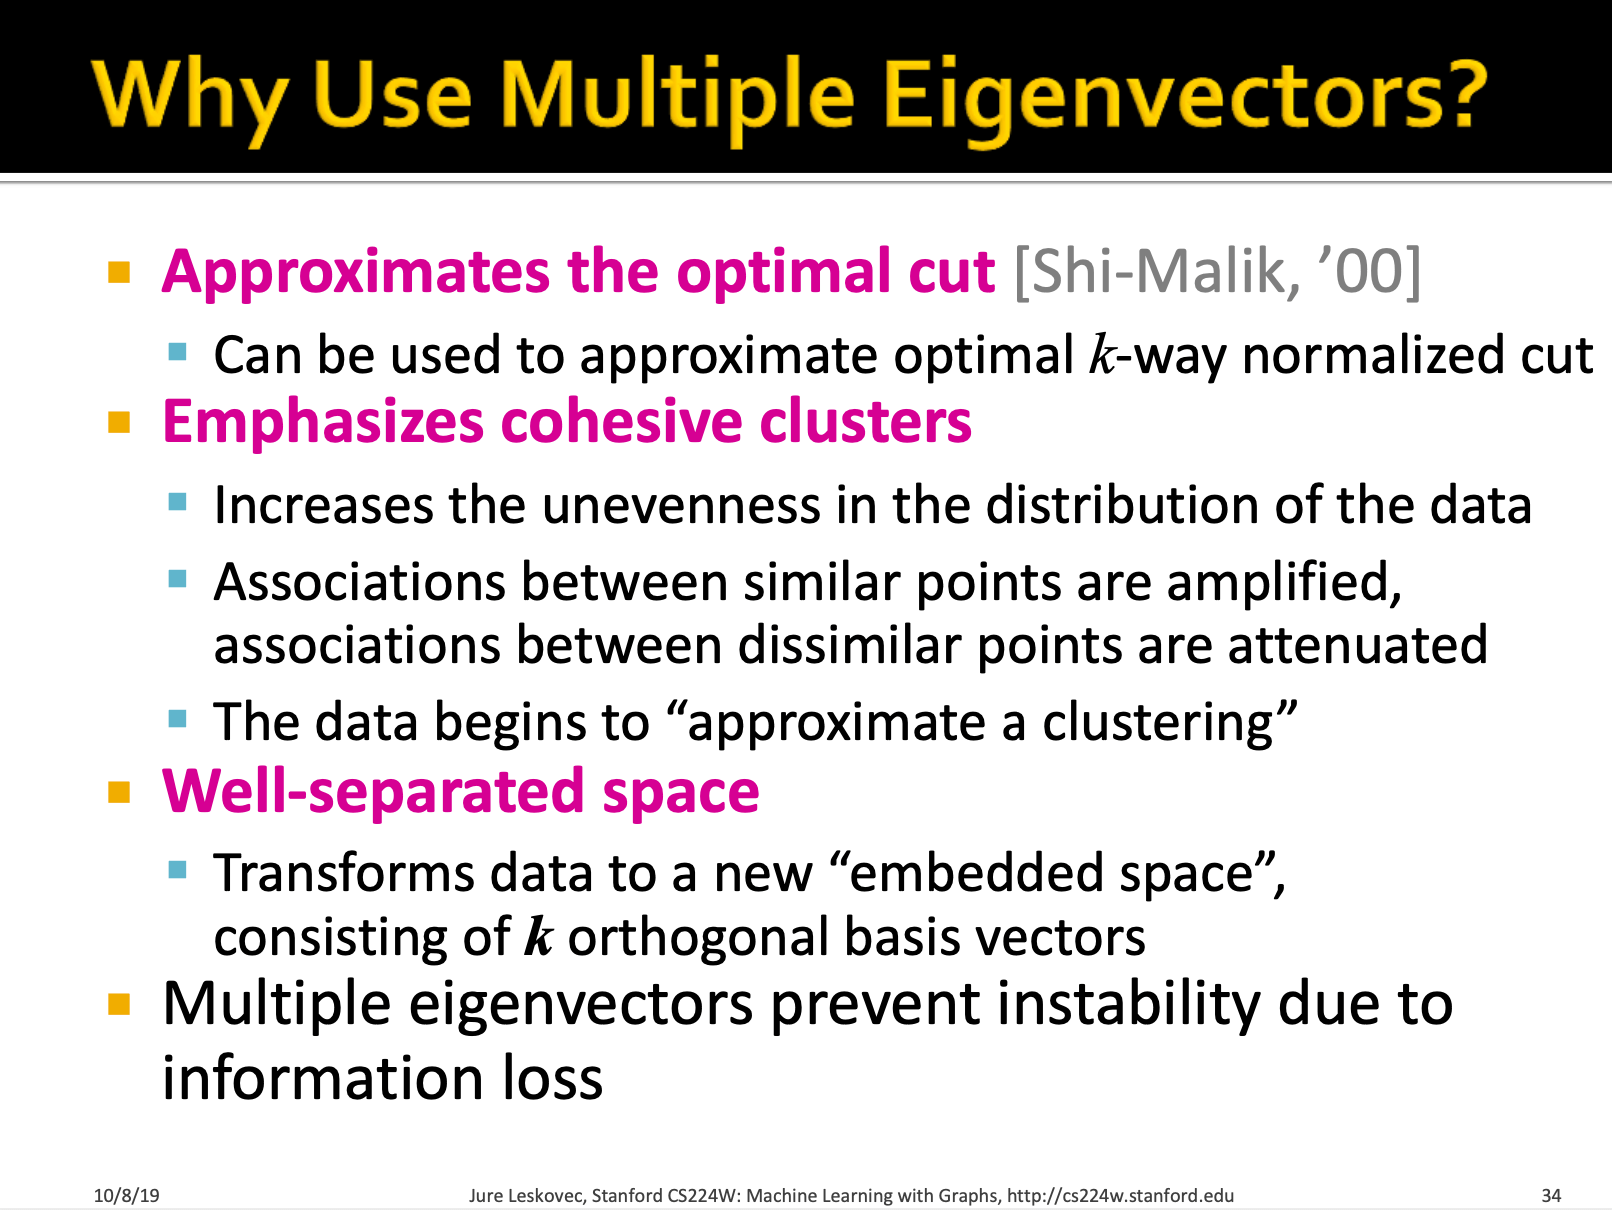 Why Use Multiple Eigenvectors?
Approximates the optimal cut [Shi-Malik, ’00]
Can be used to approximate optimal k-way normalized cut
Emphasizes cohesive clusters
Increases the unevenness in the distribution of the data
Associations between similar points are amplified,
associations between dissimilar points are attenuated
The data begins to “approximate a clustering”
Well-separated space
Transforms data to a new “embedded space”,
consisting of k orthogonal basis vectors
Multiple eigenvectors prevent instability due to
information loss
10/8/19 Jure Leskovec, Stanford CS224W: Machine Learning with Graphs, http://cs224w.stanford.edu 34